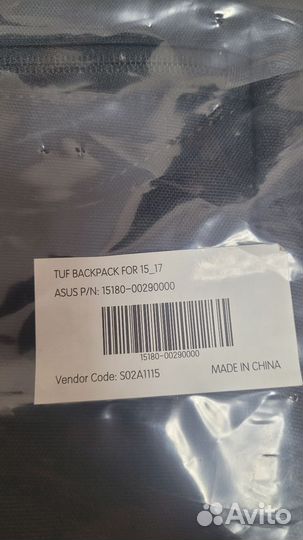 TUF BACKPACK FOR 15_17
ASUS P/N: 15180-00290000
15180-00290000
Vendor Code: S02A1115
MADE IN CHINA
Avito